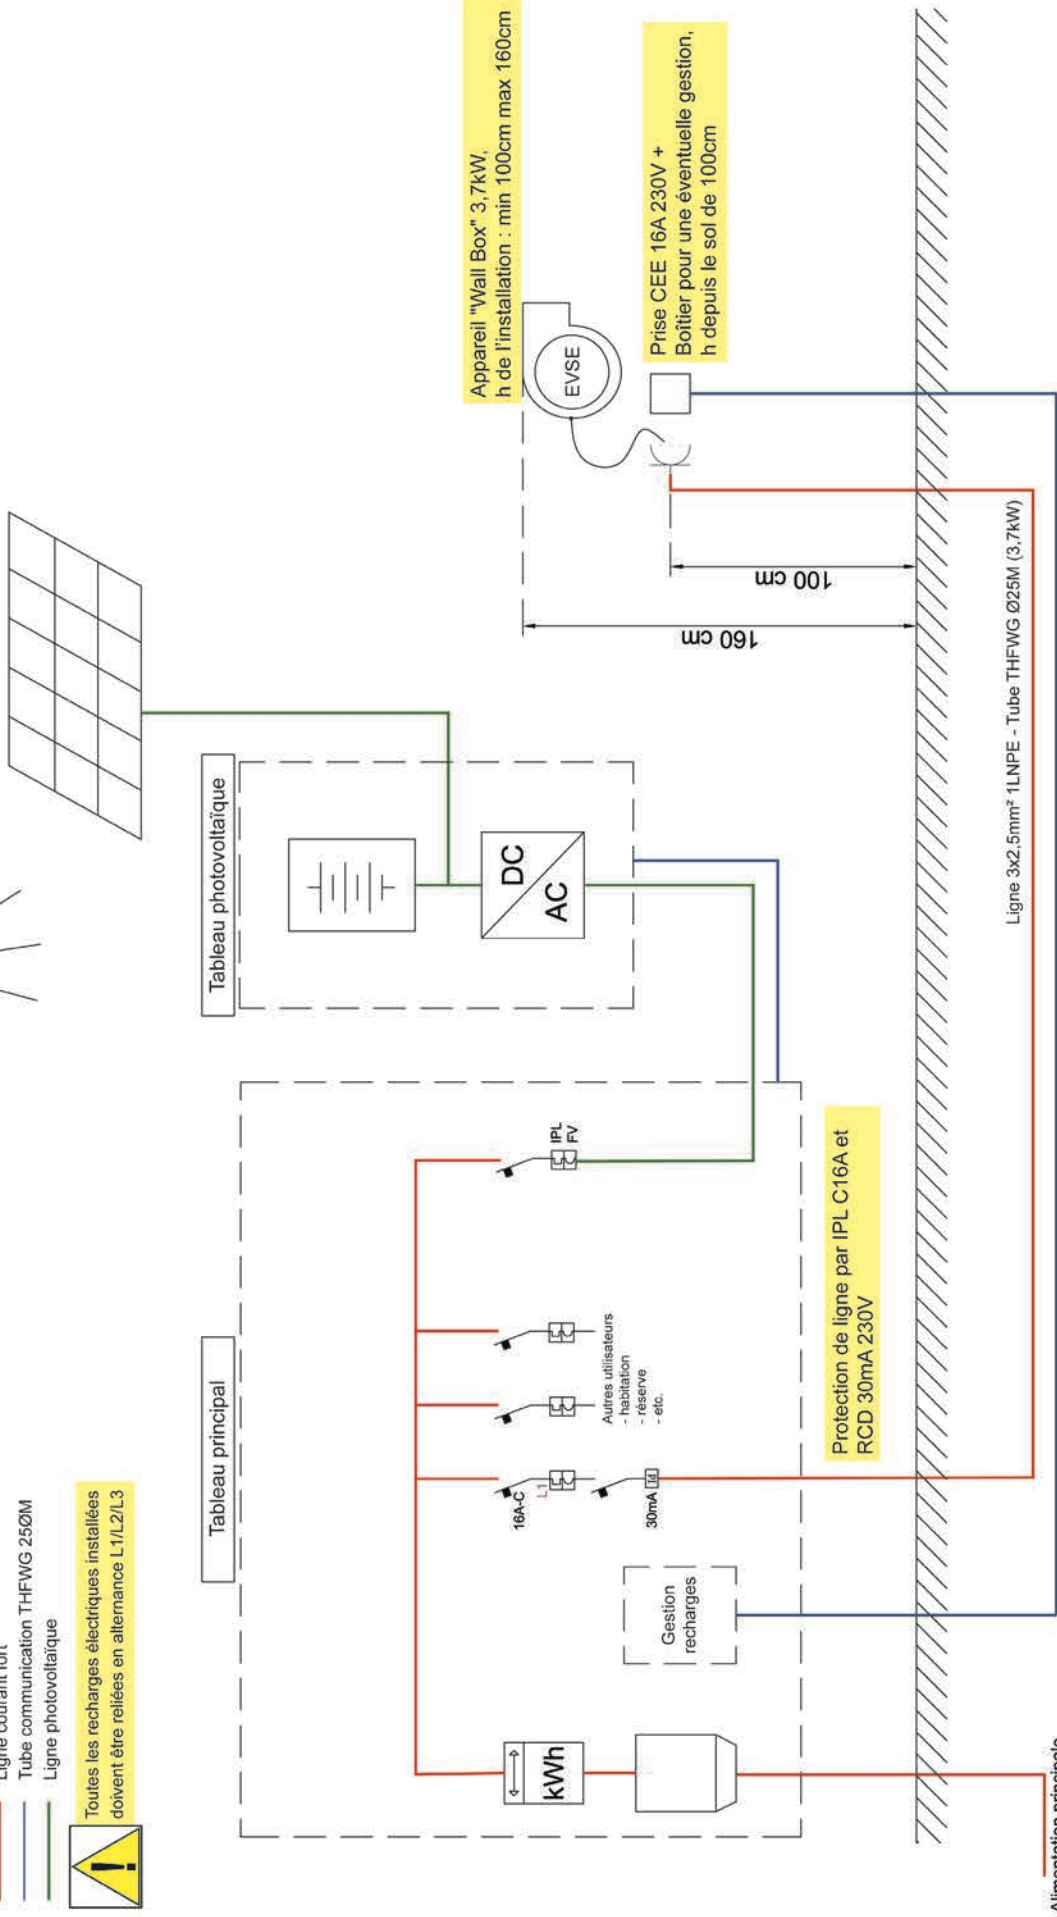 Ligne courant fort
Tube communication THFWG 25ØM
Ligne photovoltaïque
Toutes les recharges électriques installées
doivent être reliées en alternance L1/L2/L3
Tableau principal
kWh
Gestion
recharges
16A-C
L1
30mA
Id
Autres utilisateurs
- habitation
- réserve
- etc.
IPL
FV
Protection de ligne par IPL C16A et
RCD 30mA 230V
Tableau photovoltaïque
DC
AC
160 cm
100 cm
Appareil "Wall Box" 3,7kW,
h de l'installation : min 100cm max 160cm
EVSE
Prise CEE 16A 230V +
Boîtier pour une éventuelle gestion,
h depuis le sol de 100cm
Ligne 3x2,5mm² 1LNPE - Tube THFWG Ø25M (3,7kW)
Alimentation principale